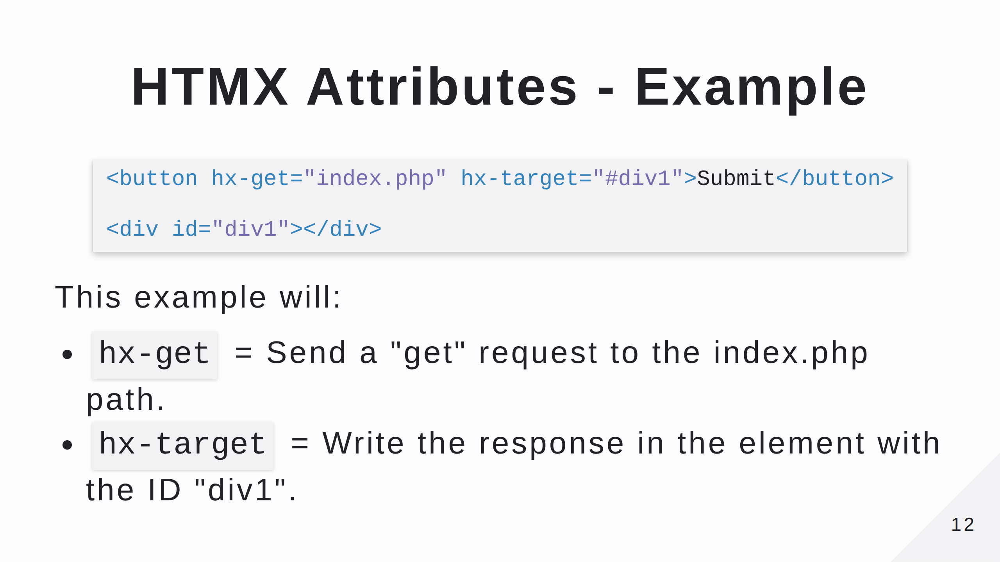 HTMX Attributes - Example
<button hx-get="index.php" hx-target="#div1">Submit</button>
<div id="div1"></div>
This example will:
• hx-get = Send a "get" request to the index.php
path.
• hx-target = Write the response in the element with
the ID "div1".
12